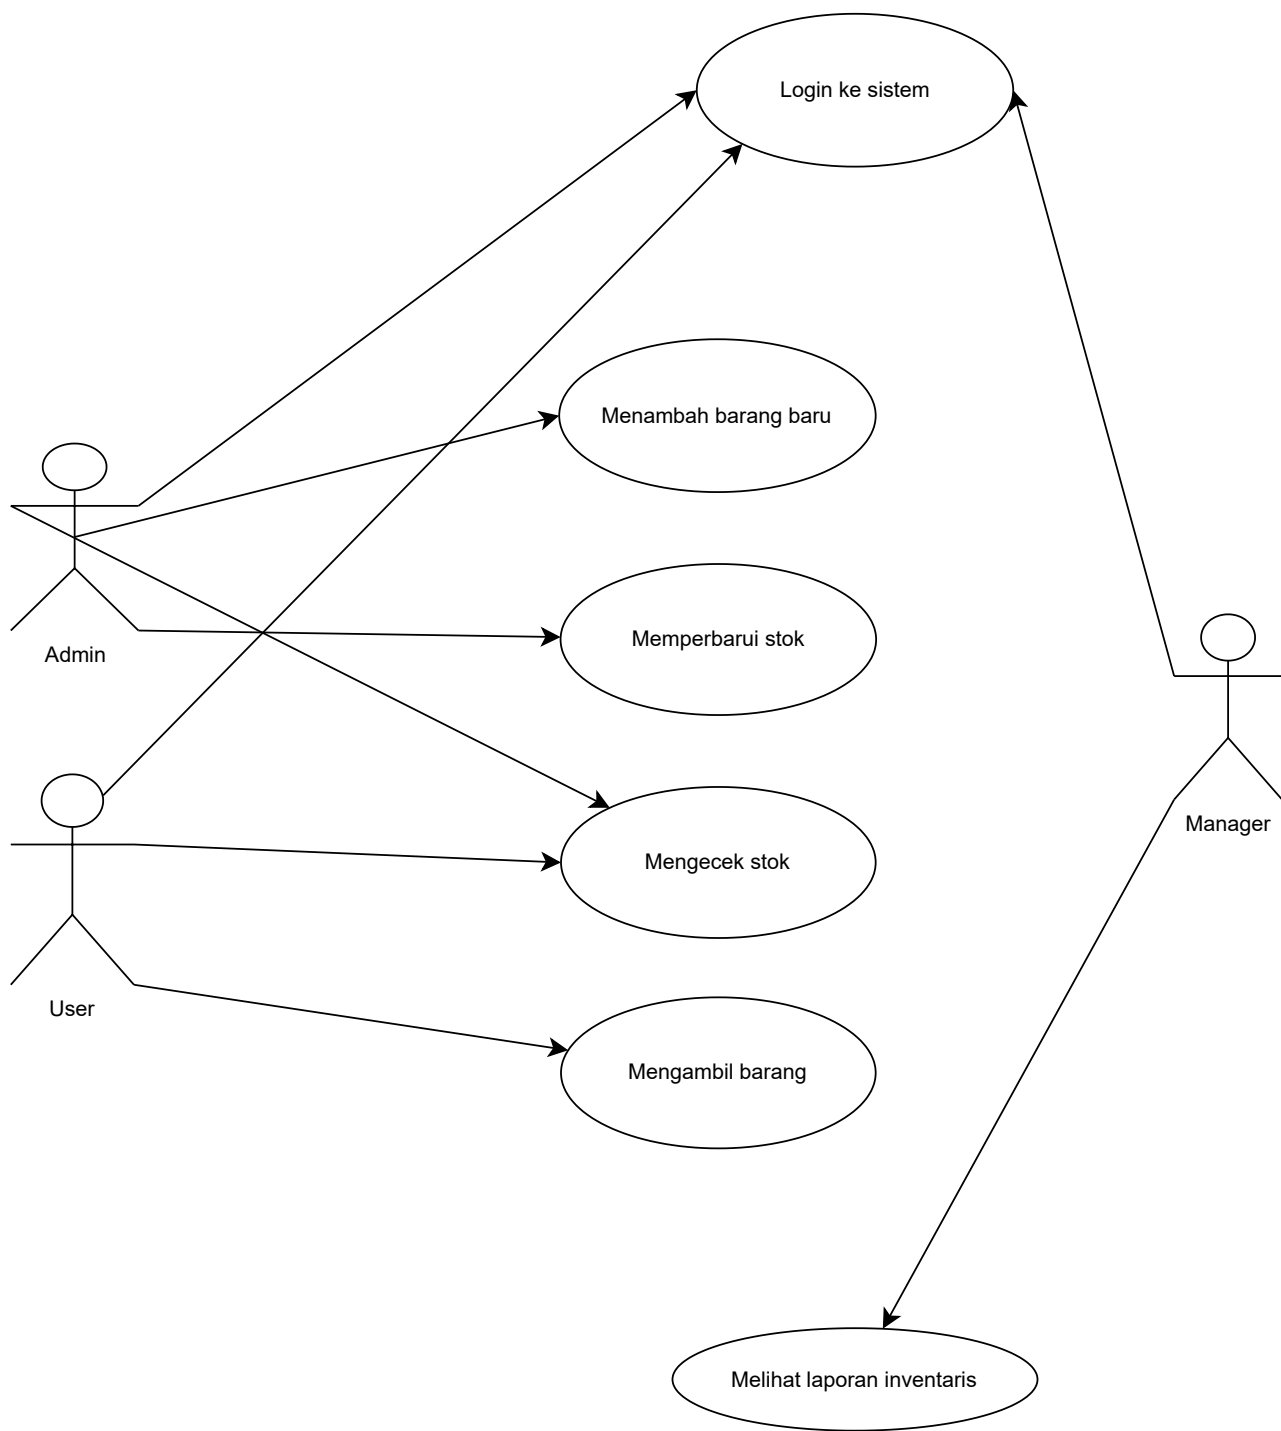 Login ke sistem
Menambah barang baru
Memperbarui stok
Admin
Manager
Mengecek stok
User
Mengambil barang
Melihat laporan inventaris